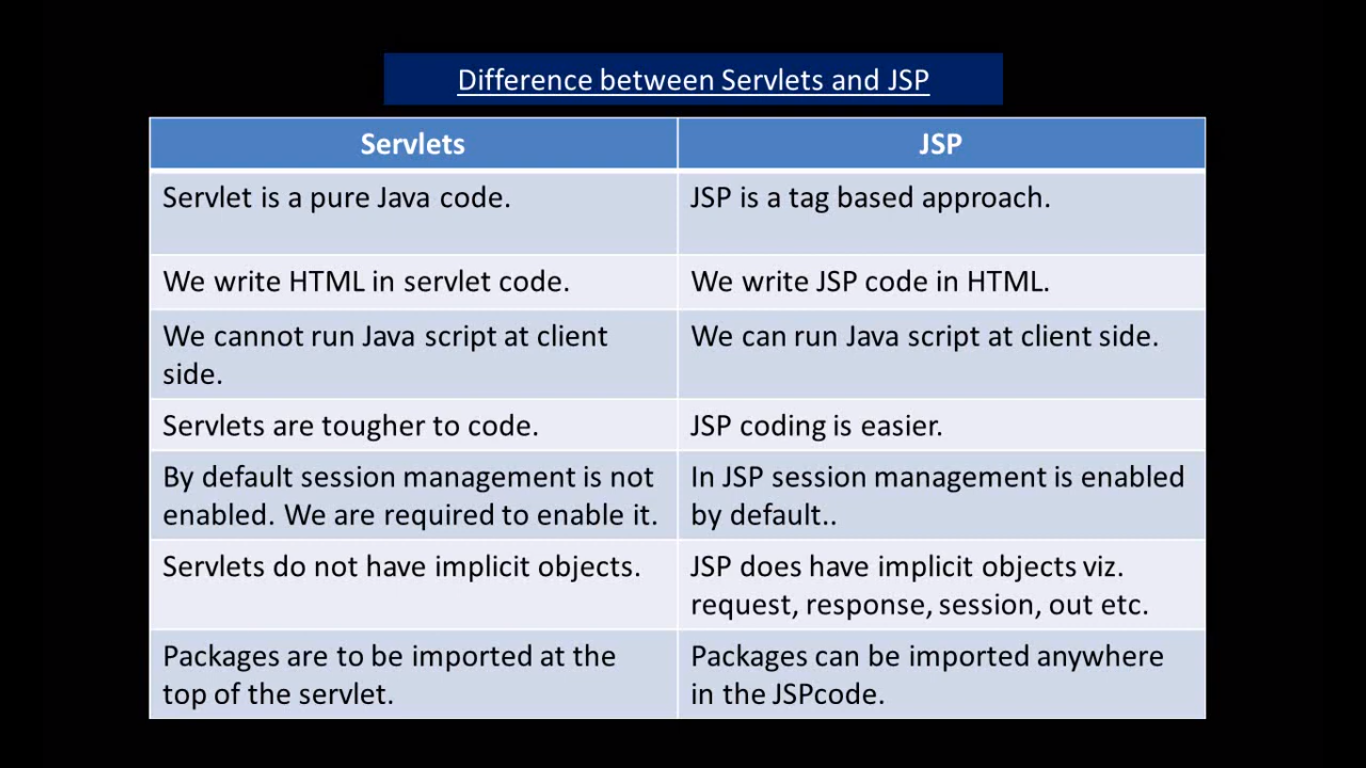 Difference between Servlets and JSP
Servlets
JSP
Servlet is a pure Java code.
JSP is a tag based approach.
We write HTML in servlet code.
We write JSP code in HTML.
We cannot run Java script at client
side.
We can run Java script at client side.
Servlets are tougher to code.
JSP coding is easier.
By default session management is not
enabled. We are required to enable it.
In JSP session management is enabled
by default..
Servlets do not have implicit objects.
JSP does have implicit objects viz.
request, response, session, out etc.
Packages are to be imported at the
top of the servlet.
Packages can be imported anywhere
in the JSPcode.